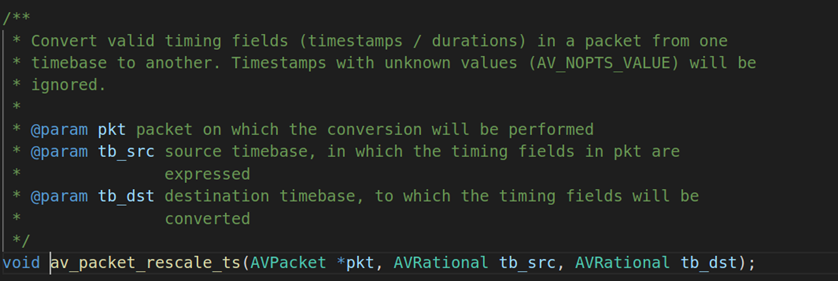 /**
 * Convert valid timing fields (timestamps / durations) in a packet from one
 * timebase to another. Timestamps with unknown values (AV_NOPTS_VALUE) will be
 * ignored.
 *
 * @param pkt packet on which the conversion will be performed
 * @param tb_src source timebase, in which the timing fields in pkt are
 *               expressed
 * @param tb_dst destination timebase, to which the timing fields will be
 *               converted
 */
void av_packet_rescale_ts(AVPacket *pkt, AVRational tb_src, AVRational tb_dst);